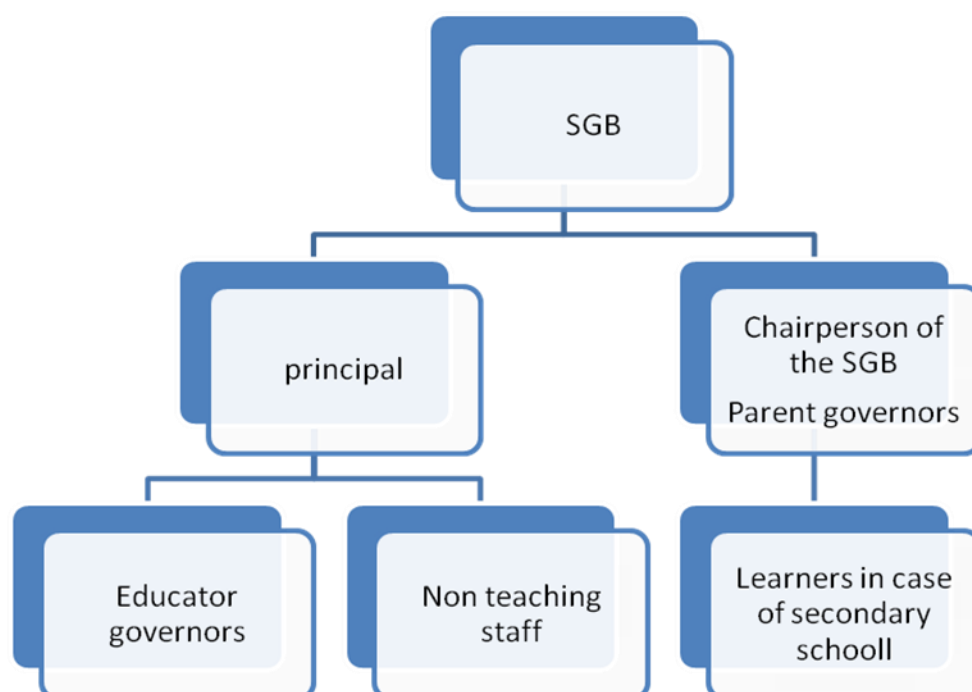 SGB
principal
Chairperson of
the SGB
Parent governors
Educator
governors
Non teaching
staff
Learners in case
of secondary
schooll